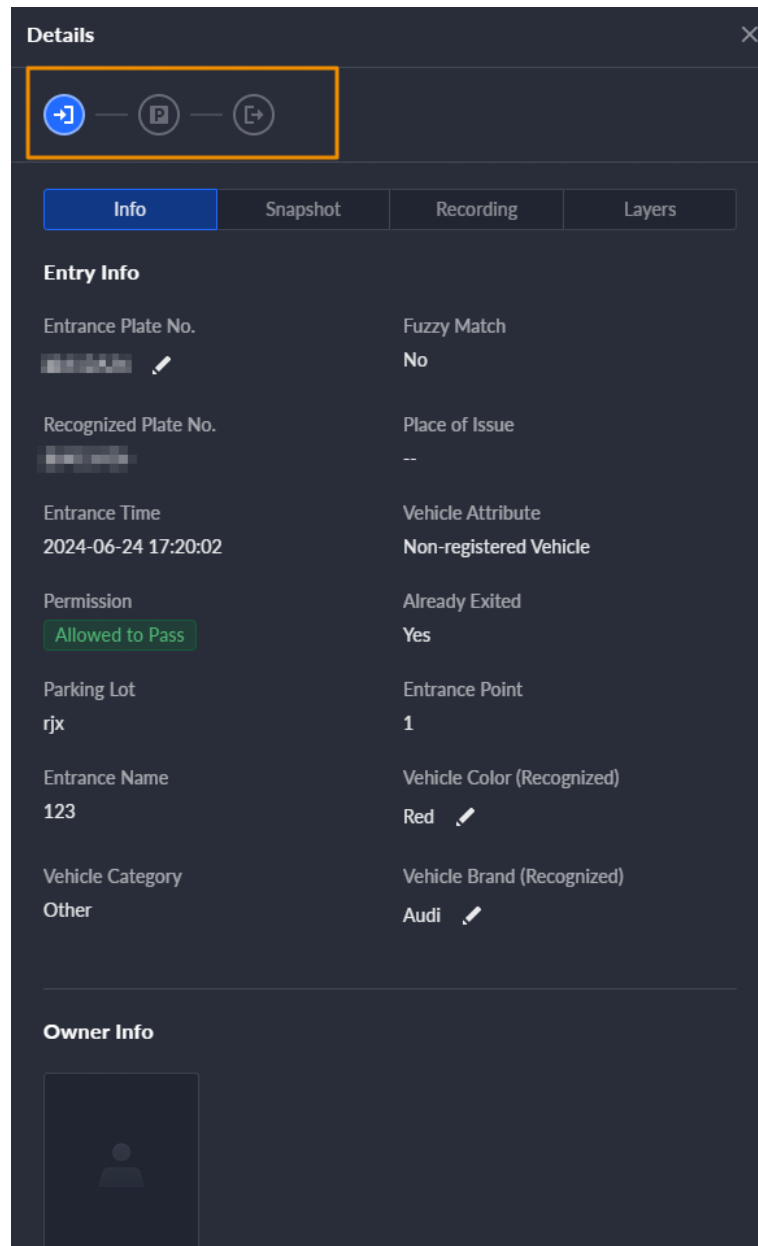 Details
P
Info Snapshot Recording Layers
Entry Info
Entrance Plate No. Fuzzy Match
No
Recognized Plate No. Place of Issue
--
Entrance Time Vehicle Attribute
2024-06-24 17:20:02 Non-registered Vehicle
Permission Already Exited
Allowed to Pass Yes
Parking Lot Entrance Point
rjx 1
Entrance Name Vehicle Color (Recognized)
123 Red
Vehicle Category Vehicle Brand (Recognized)
Other Audi
Owner Info